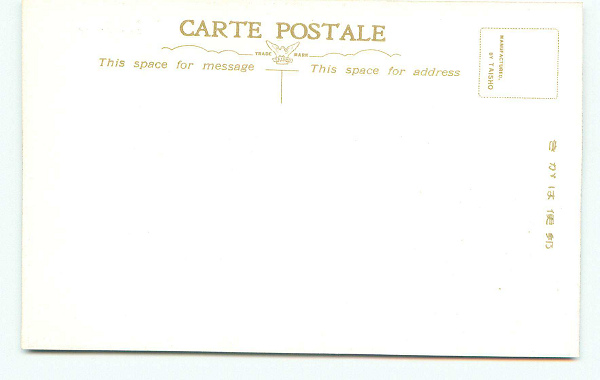 CARTE POSTALE
TRADE MARK
This space for message
This space for address
MANUFACTURED,
BY TAISHO
きかは便郵